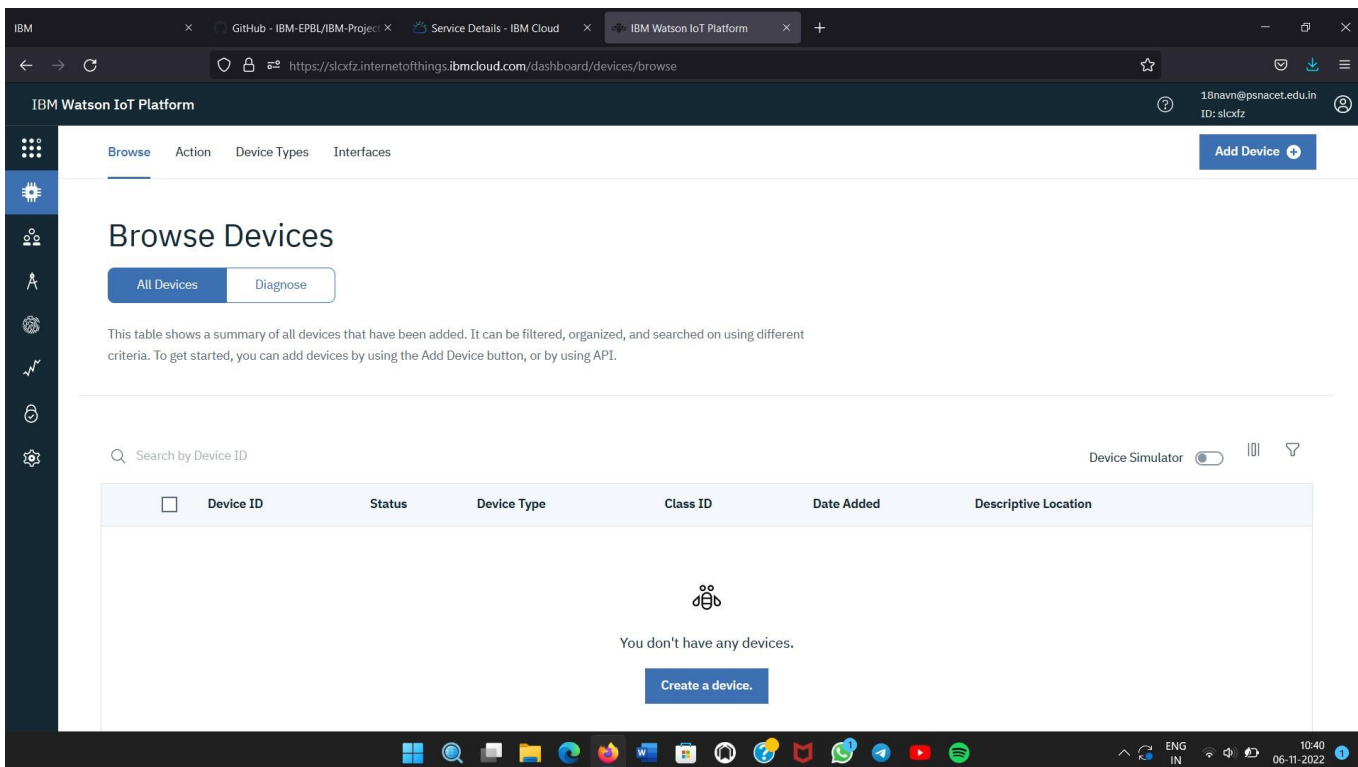 IBM
GitHub - IBM-EPBL/IBM-Project
Service Details - IBM Cloud
IBM Watson IoT Platform
https://slcxfz.internetofthings.ibmcloud.com/dashboard/devices/browse
IBM Watson IoT Platform
18navn@psnacet.edu.in
ID: slcxfz
Browse Action Device Types Interfaces
Add Device
Browse Devices
All Devices Diagnose
This table shows a summary of all devices that have been added. It can be filtered, organized, and searched on using different
criteria. To get started, you can add devices by using the Add Device button, or by using API.
Search by Device ID
Device Simulator
Device ID Status Device Type Class ID Date Added Descriptive Location
You don't have any devices.
Create a device.
1
ENG
IN
10:40
06-11-2022
1